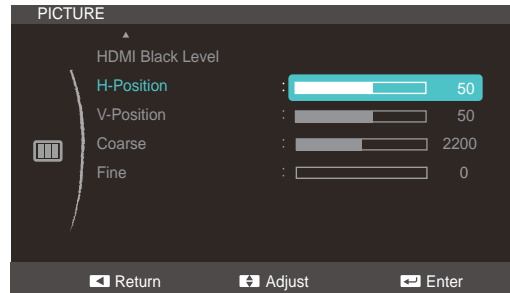 PICTURE
HDMI Black Level
H-Position : 50
V-Position : 50
Coarse : 2200
Fine : 0
Return Adjust Enter